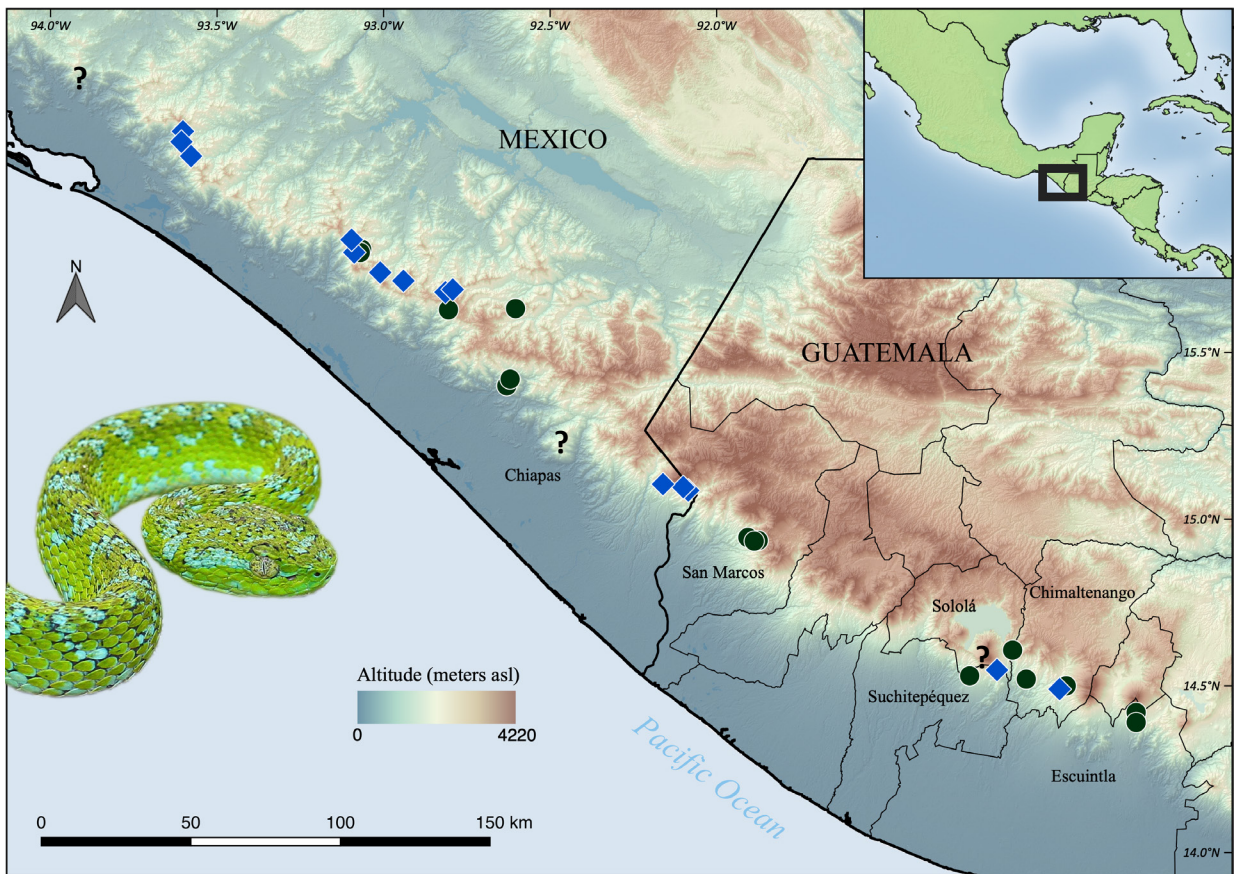 94.0°W 93.5°W 93.0°W 92.5°W 92.0°W
?
MEXICO
N
GUATEMALA
15.5°N
?
Chiapas
15.0°N
San Marcos
Chimaltenango
Sololá
?
Altitude (meters asl)
Suchitepéquez
14.5°N
0 4220
Pacific Ocean
Escuintla
0 50 100 150 km
14.0°N